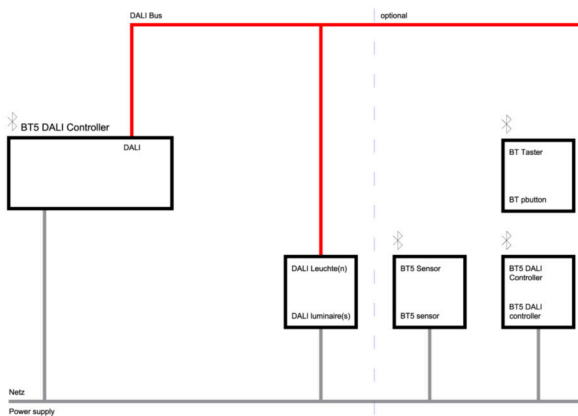 DALI Bus
optional
BT5 DALI Controller
DALI
BT Taster
BT pbutton
DALI Leuchte(n)
DALI luminaire(s)
BT5 Sensor
BT5 sensor
BT5 DALI
Controller
BT5 DALI
controller
Netz
Power supply